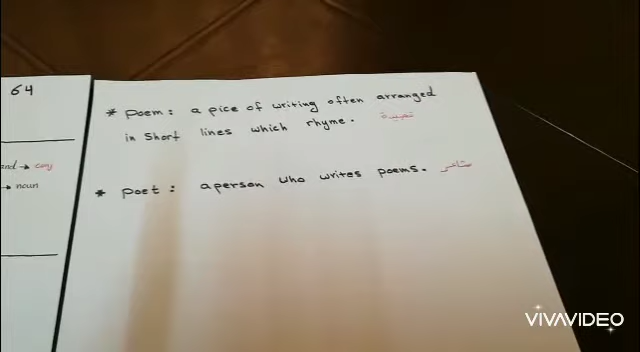 64
and → conj
→ noun
* Poem : a pice of writing often arranged
in short lines which rhyme . قصيدة
* Poet : aperson who writes poems . شاعر
VIVAVIDEO